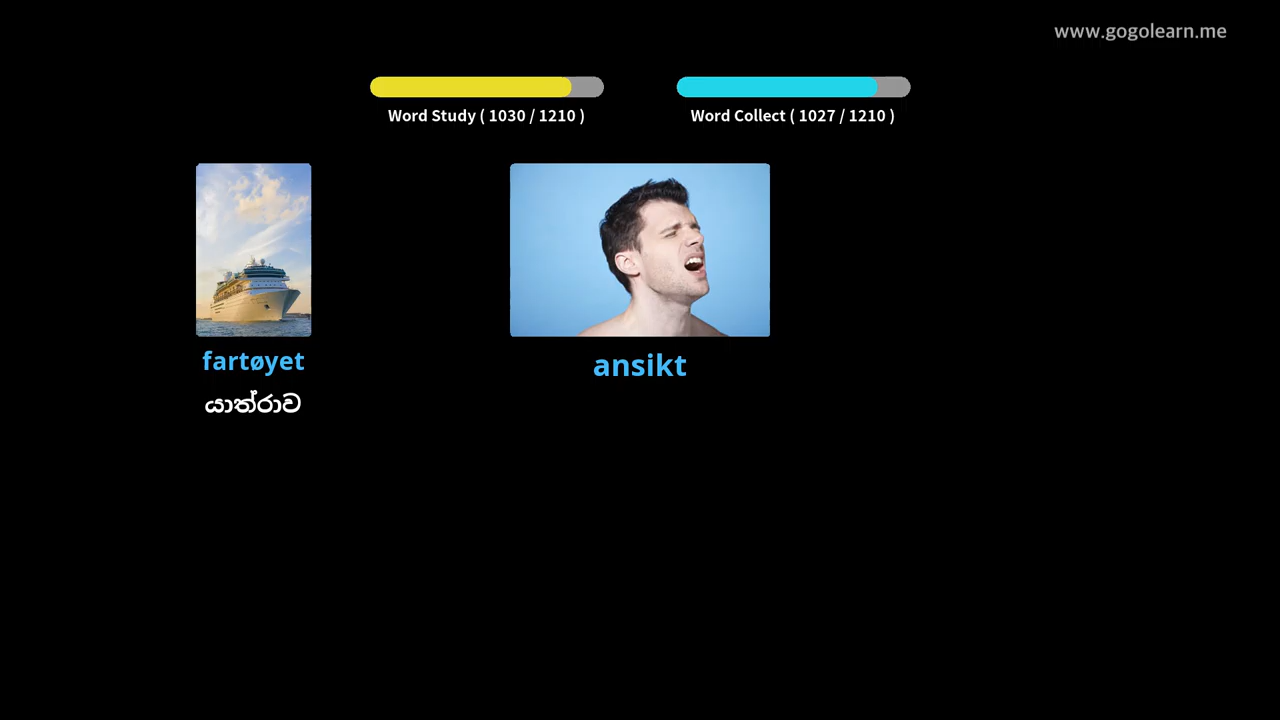 www.gogolearn.me
Word Study ( 1030 / 1210 )
Word Collect ( 1027 / 1210 )
fartøyet
යාත්රාව
ansikt